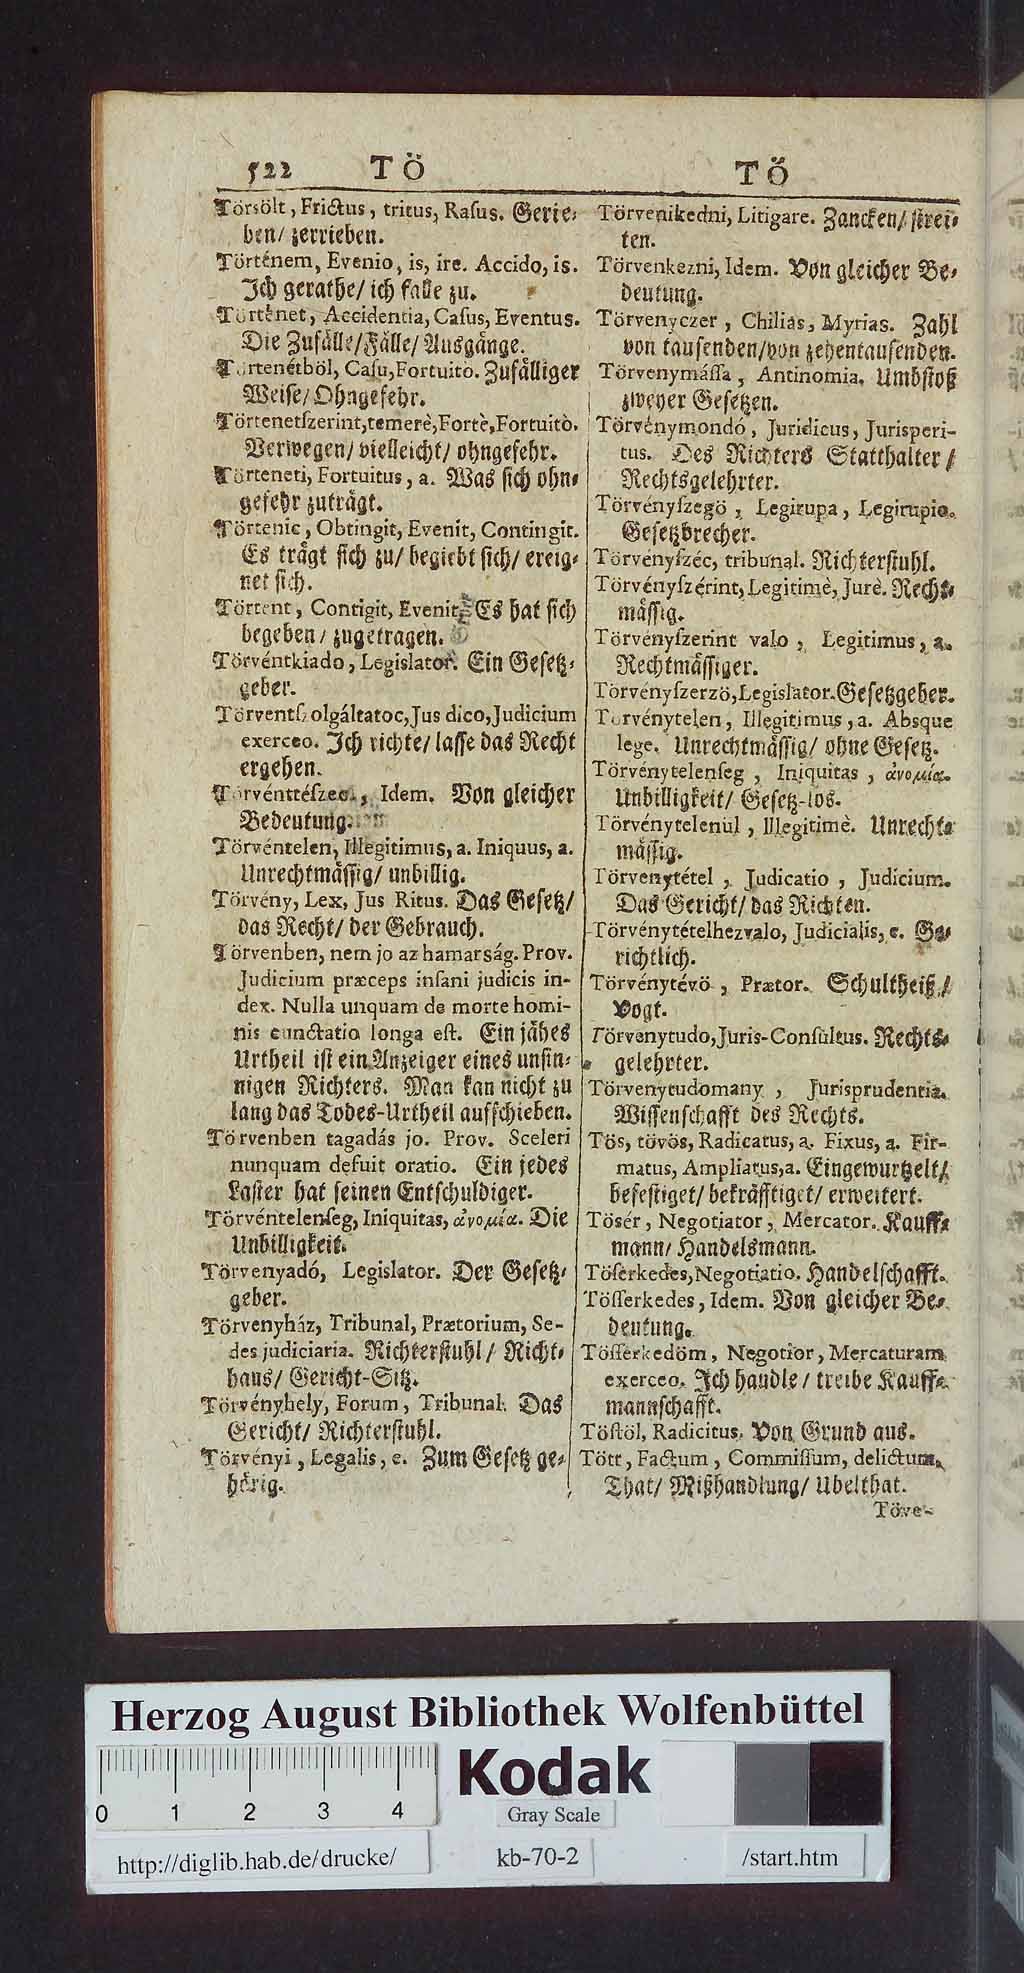 522 TÖ
Törsölt, Frictus, tritus, Raſus. Gerie-
ben/ zerrieben.
Történem, Evenio, is, ire. Accido, is.
Ich gerathe/ ich falle zu.
Törtènet, Accidentia, Caſus, Eventus.
Die Zufälle/ Fälle/ Ausgänge.
Törtenétböl, Caſu, Fortuitò. Zufälliger
Weiſe/ Ohngefehr.
Törtenetſzerint, temerè, Fortè, Fortuitò.
Verwegen/ vielleicht/ ohngefehr.
Törteneti, Fortuitus, a. Was ſich ohn-
gefehr zuträgt.
Törtenic, Obtingit, Evenit, Contingit.
Es trägt ſich zu/ begiebt ſich/ ereig-
net ſich.
Törtent, Contigit, Evenit. Es hat ſich
begeben/ zugetragen.
Törvéntkiado, Legislator. Ein Geſetz-
geber.
Törventſzolgáltatoc, Jus dico, Judicium
exerceo. Ich richte/ laſſe das Recht
ergehen.
Törvénttéſzec, Idem. Von gleicher
Bedeutung.
Törvéntelen, Illegitimus, a. Iniquus, a.
Unrechtmäſſig/ unbillig.
Törvény, Lex, Jus Ritus. Das Geſetz/
das Recht/ der Gebrauch.
Törvenben, nem jo az hamarság. Prov.
Judicium præceps inſani judicis in-
dex. Nulla unquam de morte homi-
nis cunctatio longa eſt. Ein jähes
Urtheil iſt ein Anzeiger eines unſin-
nigen Richters. Man kan nicht zu
lang das Todes-Urtheil aufſchieben.
Törvenben tagadás jo. Prov. Sceleri
nunquam defuit oratio. Ein jedes
Laſter hat ſeinen Entſchuldiger.
Törvéntelenſeg, Iniquitas, ἀνομία. Die
Unbilligkeit.
Törvenyadó, Legislator. Der Geſetz-
geber.
Törvenyház, Tribunal, Prætorium, Se-
des judiciaria. Richterſtuhl/ Richt-
haus/ Gericht-Sitz.
Törvényhely, Forum, Tribunal. Das
Gericht/ Richterſtuhl.
Törvényi, Legalis, e. Zum Geſetz ge-
hörig.
TÖ
Törvenikedni, Litigare. Zancken/ ſtrei-
ten.
Törvenkezni, Idem. Von gleicher Be-
deutung.
Törvenyczer, Chilias, Myrias. Zahl
von tauſenden/ von zehentauſenden.
Törvenymáſſa, Antinomia. Umbſtoß
zweyer Geſetzen.
Törvénymondó, Juridicus, Jurisperi-
tus. Des Richters Statthalter/
Rechtsgelehrter.
Törvényſzegö, Legirupa, Legirupio.
Geſetzbrecher.
Törvényſzéc, tribunal. Richterſtuhl.
Törvényſzérint, Legitimè, Jurè. Recht-
mäſſig.
Törvényſzerint valo, Legitimus, a.
Rechtmäſſiger.
Törvényſzerzö, Legislator. Geſetzgeber.
Törvénytelen, Illegitimus, a. Absque
lege. Unrechtmäſſig/ ohne Geſetz.
Törvénytelenſeg, Iniquitas, ἀνομία.
Unbilligkeit/ Geſetz-los.
Törvénytelenül, Illegitimè. Unrecht-
mäſſig.
Törvenytétel, Judicatio, Judicium.
Das Gericht/ das Richten.
Törvénytételhezvalo, Judicialis, e. Ge-
richtlich.
Törvénytévö, Prætor. Schultheiß/
Vogt.
Törvenytudo, Juris-Conſultus. Rechts-
gelehrter.
Törvenytudomany, Jurisprudentia.
Wiſſenſchafft des Rechts.
Tös, tövös, Radicatus, a. Fixus, a. Fir-
matus, Ampliatus, a. Eingewurtzelt/
befeſtiget/ bekräfftiget/ erweitert.
Tösér, Negotiator, Mercator. Kauff-
mann/ Handelsmann.
Töſerkedes, Negotiatio. Handelſchafft.
Töſſerkedes, Idem. Von gleicher Be-
deutung.
Töſſerkedöm, Negotior, Mercaturam
exerceo. Ich handle/ treibe Kauff-
mannſchafft.
Töſtöl, Radicitus. Von Grund aus.
Tött, Factum, Commiſſum, delictum.
That/ Mißhandlung/ Ubelthat.
Töve-
Herzog August Bibliothek Wolfenbüttel
Kodak
0 1 2 3 4
Gray Scale
http://diglib.hab.de/drucke/ kb-70-2 /start.htm